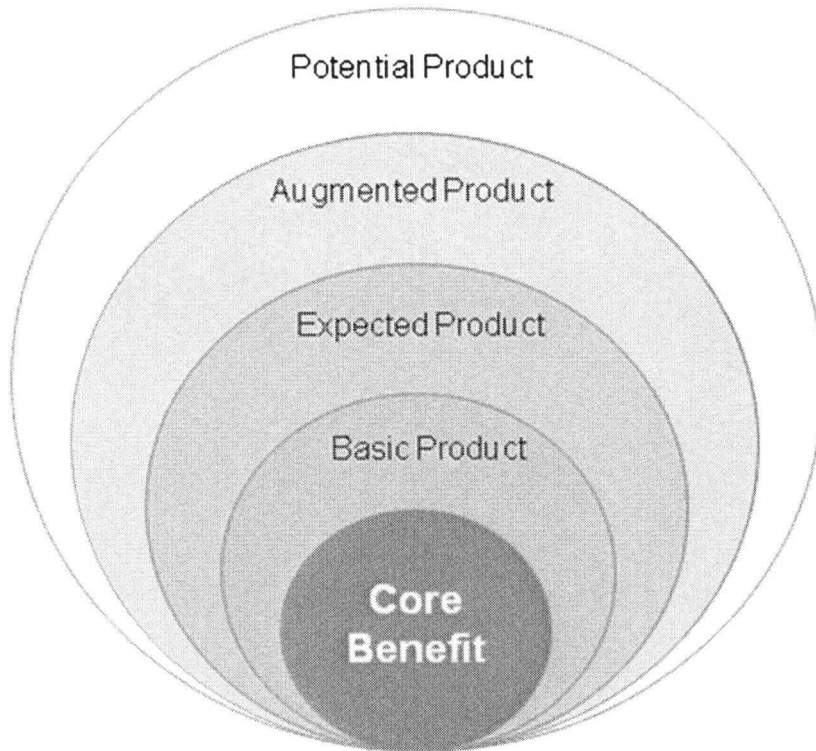 Potential Product
Augmented Product
Expected Product
Basic Product
Core
Benefit